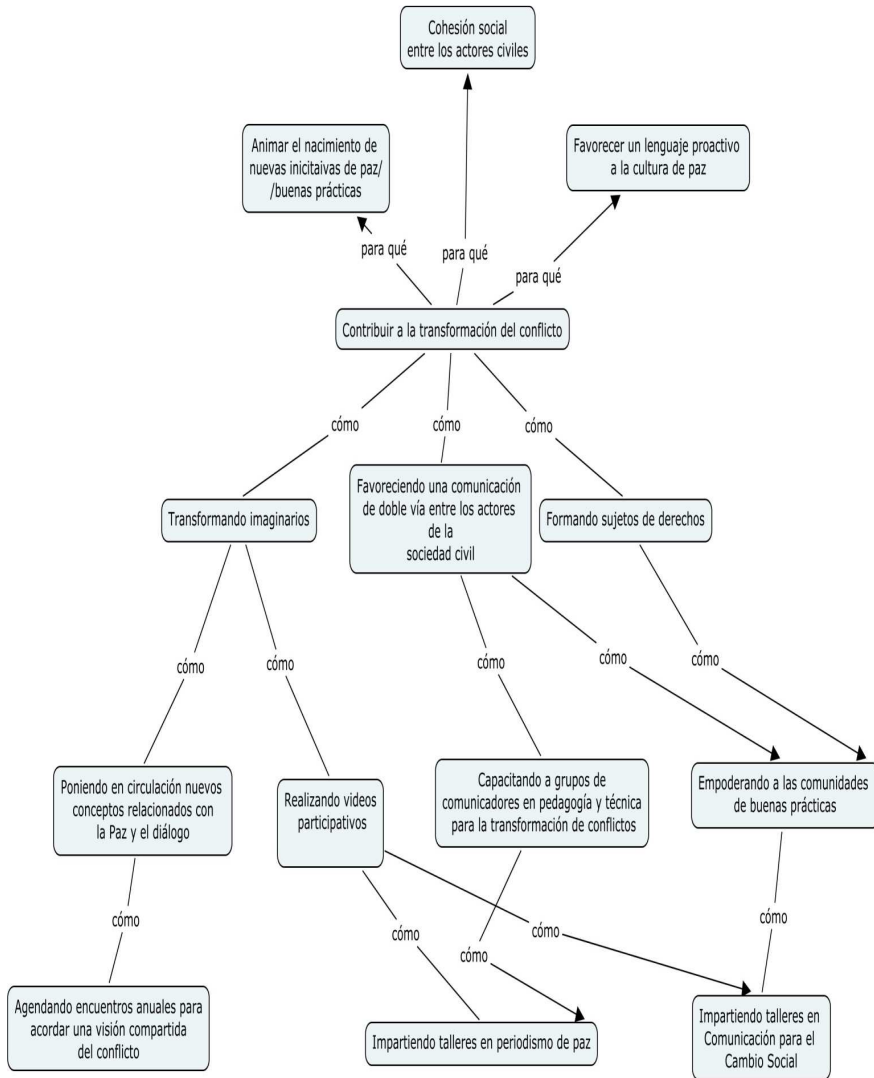 Cohesión social
entre los actores civiles
Animar el nacimiento de
nuevas inicitaivas de paz/
/buenas prácticas
Favorecer un lenguaje proactivo
a la cultura de paz
para qué
para qué
para qué
Contribuir a la transformación del conflicto
cómo
cómo
cómo
Transformando imaginarios
Favoreciendo una comunicación
de doble vía entre los actores
de la
sociedad civil
Formando sujetos de derechos
cómo
cómo
cómo
cómo
cómo
Poniendo en circulación nuevos
conceptos relacionados con
la Paz y el diálogo
Realizando videos
participativos
Capacitando a grupos de
comunicadores en pedagogía y técnica
para la transformación de conflictos
Empoderando a las comunidades
de buenas prácticas
cómo
cómo
cómo
cómo
cómo
Agendando encuentros anuales para
acordar una visión compartida
del conflicto
Impartiendo talleres en periodismo de paz
Impartiendo talleres en
Comunicación para el
Cambio Social